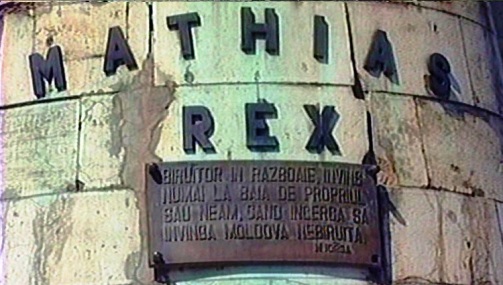 MATHIAS
REX
BIRUITOR IN RAZBOAIE, INVINS
NUMAI LA BAIA DE PROPRIUL
SAU NEAM, CAND INCERCA SA
INVINGA MOLDOVA NEBIRUITA.
N IORGA